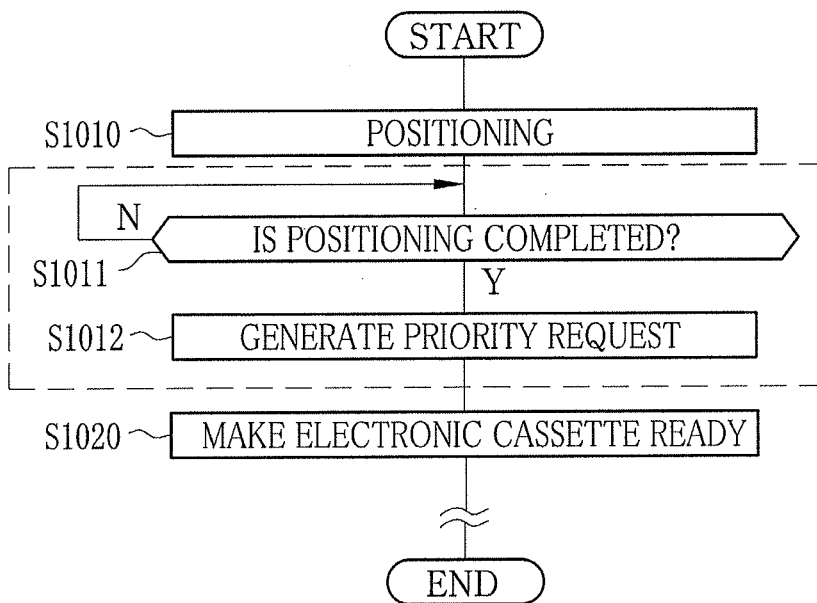 START
S1010 POSITIONING
N
IS POSITIONING COMPLETED?
S1011
Y
S1012 GENERATE PRIORITY REQUEST
S1020 MAKE ELECTRONIC CASSETTE READY
END